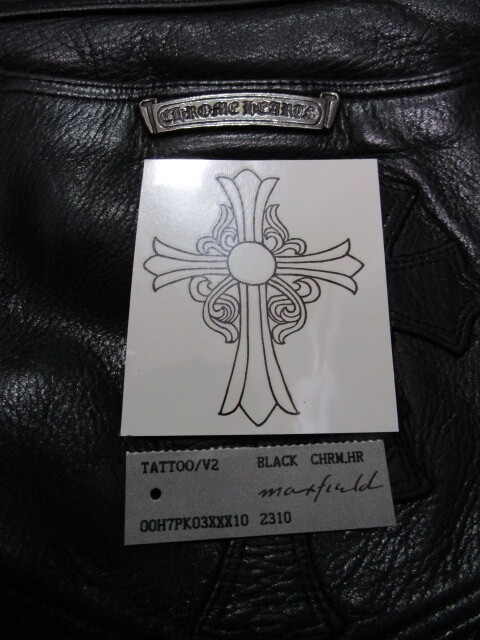 CHROME HEARTS
TATTOO/V2 BLACK CHRM.HR
maxfield
00H7PK03XXX10 2310